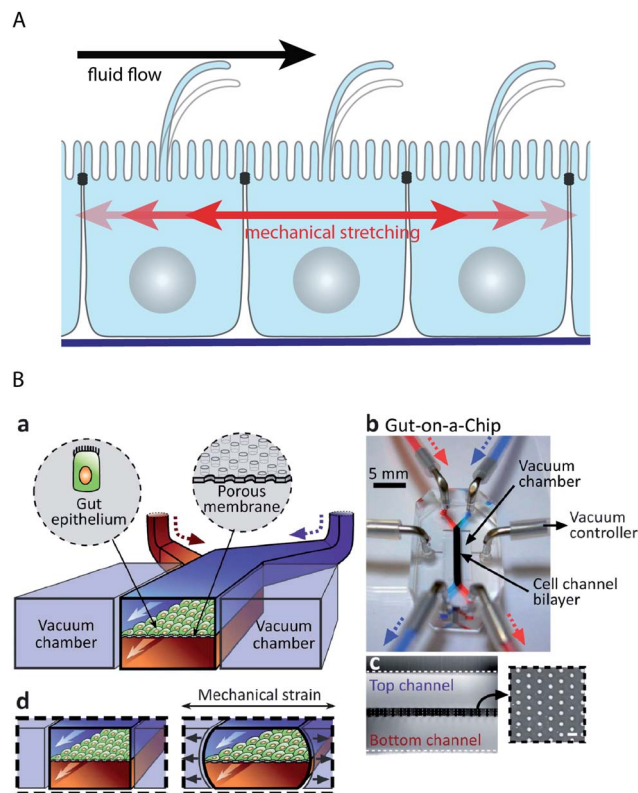 A
fluid flow
mechanical stretching
B
a
Gut
epithelium
Porous
membrane
Vacuum
chamber
Vacuum
chamber
b Gut-on-a-Chip
5 mm
Vacuum
chamber
Vacuum
controller
Cell channel
bilayer
c
Top channel
Bottom channel
d
Mechanical strain